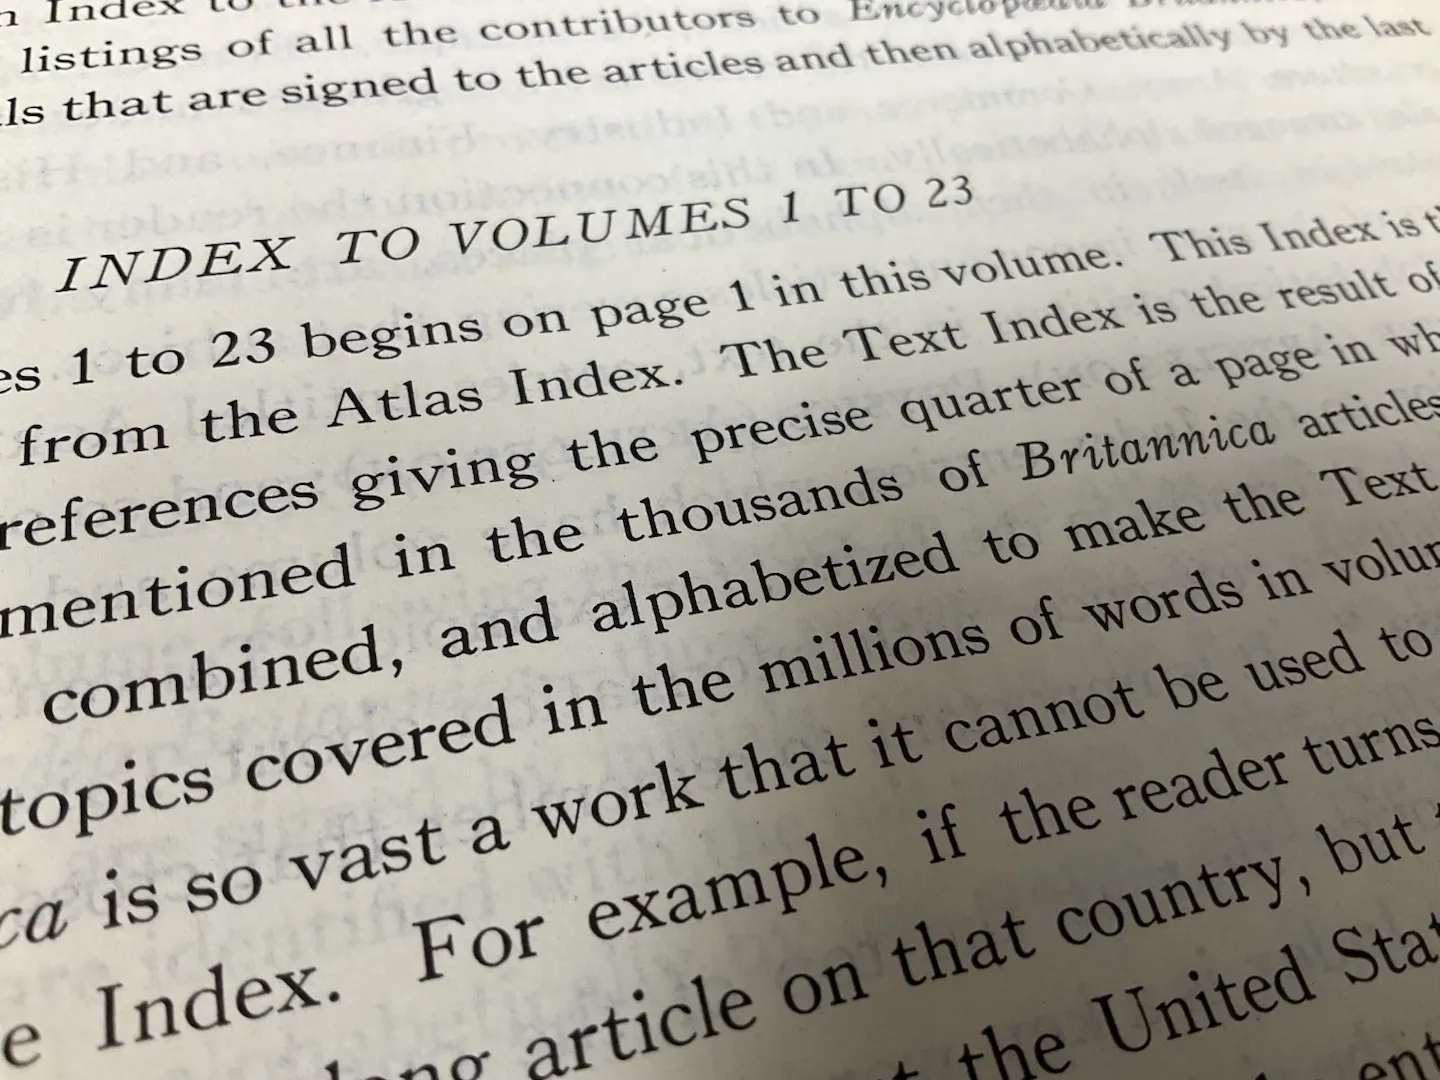 Index to the
listings of all the contributors to Encyclopædia
ls that are signed to the articles and then alphabetically by the last
INDEX TO VOLUMES 1 TO 23
es 1 to 23 begins on page 1 in this volume. This Index is
from the Atlas Index. The Text Index is the result of
references giving the precise quarter of a page in wh
mentioned in the thousands of Britannica articles
combined, and alphabetized to make the Text
topics covered in the millions of words in volu
ca is so vast a work that it cannot be used to
e Index. For example, if the reader turns
article on that country, but
the United Stat